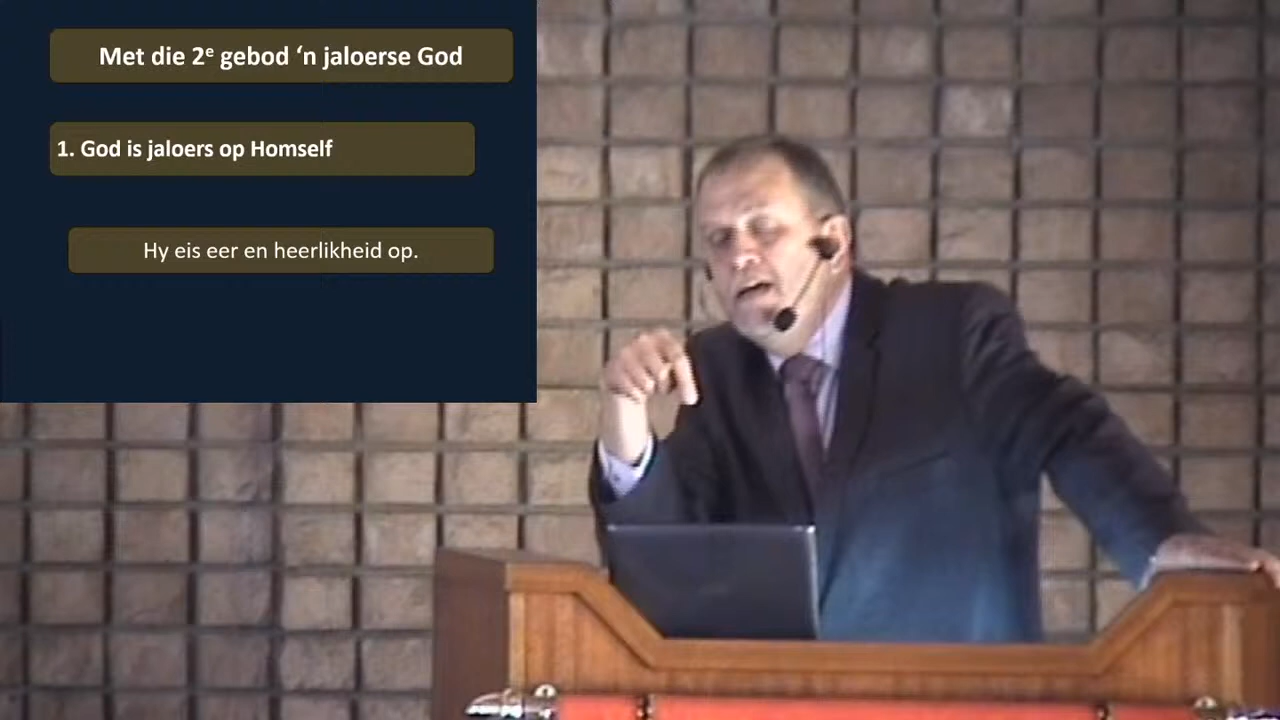 Met die 2ᵉ gebod ‘n jaloerse God
1. God is jaloers op Homself
Hy eis eer en heerlikheid op.